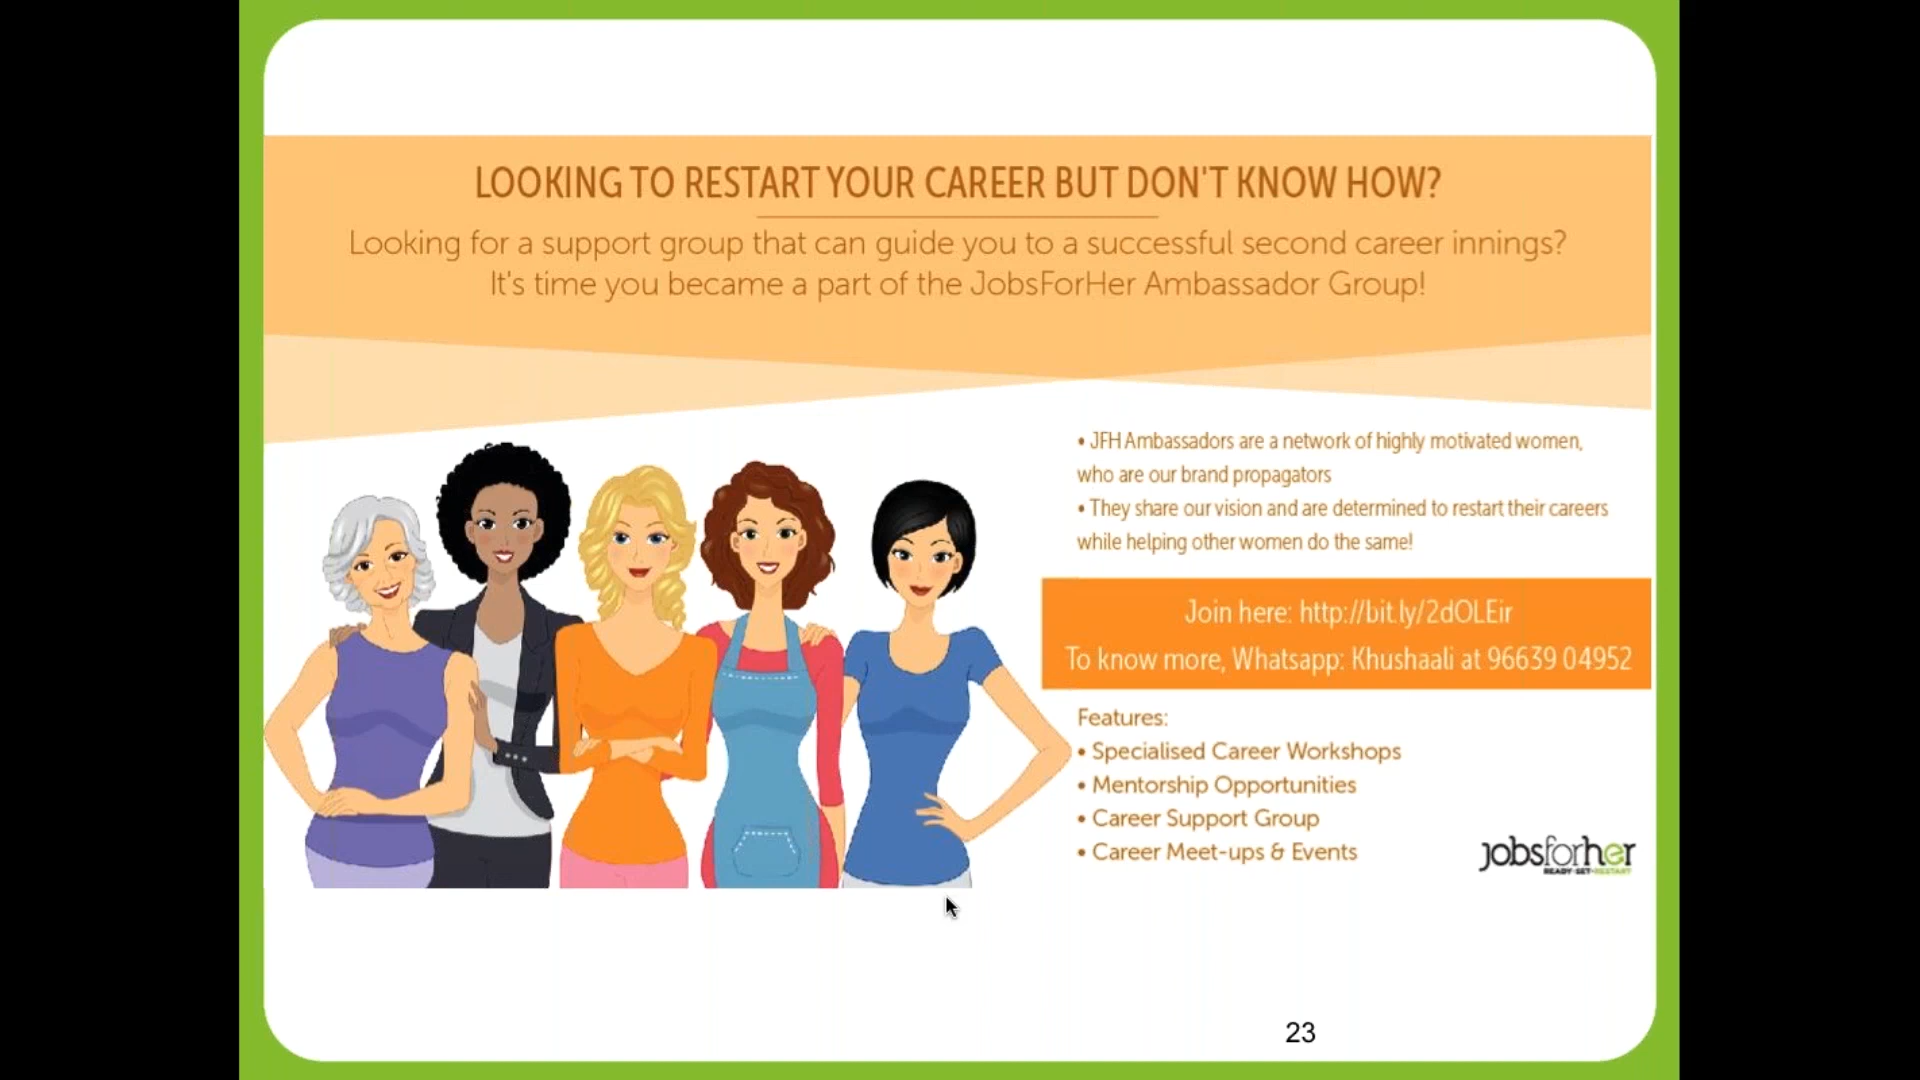 LOOKING TO RESTART YOUR CAREER BUT DON'T KNOW HOW?
Looking for a support group that can guide you to a successful second career innings?
It's time you became a part of the JobsForHer Ambassador Group!
• JFH Ambassadors are a network of highly motivated women,
who are our brand propagators
• They share our vision and are determined to restart their careers
while helping other women do the same!
Join here: http://bit.ly/2dOLEir
To know more, Whatsapp: Khushaali at 96639 04952
Features:
• Specialised Career Workshops
• Mentorship Opportunities
• Career Support Group
• Career Meet-ups & Events
jobsforher
READY-SET-RESTART
23